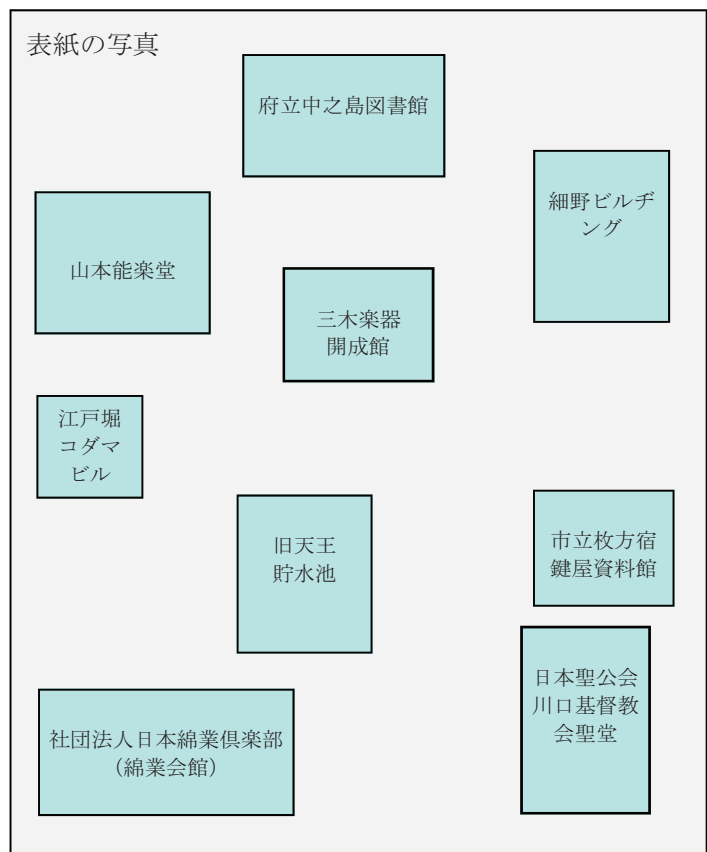 表紙の写真
府立中之島図書館
細野ビルヂ
ング
山本能楽堂
三木楽器
開成館
江戸堀
コダマ
ビル
旧天王
貯水池
市立枚方宿
鍵屋資料館
日本聖公会
川口基督教
会聖堂
社団法人日本綿業倶楽部
（綿業会館）